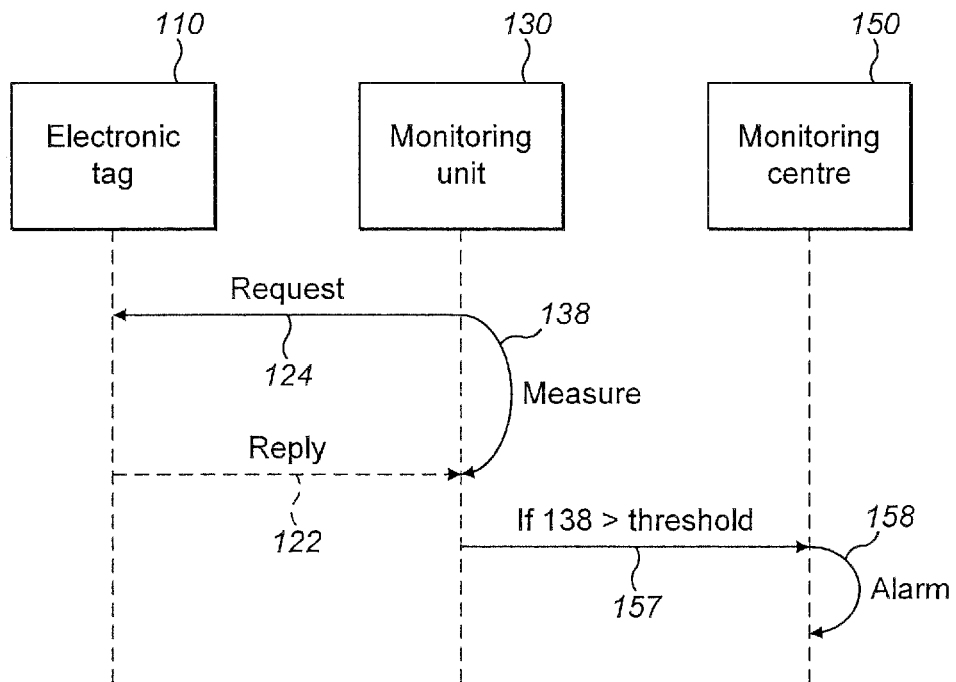 110
130
150
Electronic
tag
Monitoring
unit
Monitoring
centre
Request
138
124
Measure
Reply
122
If 138 > threshold
158
157
Alarm